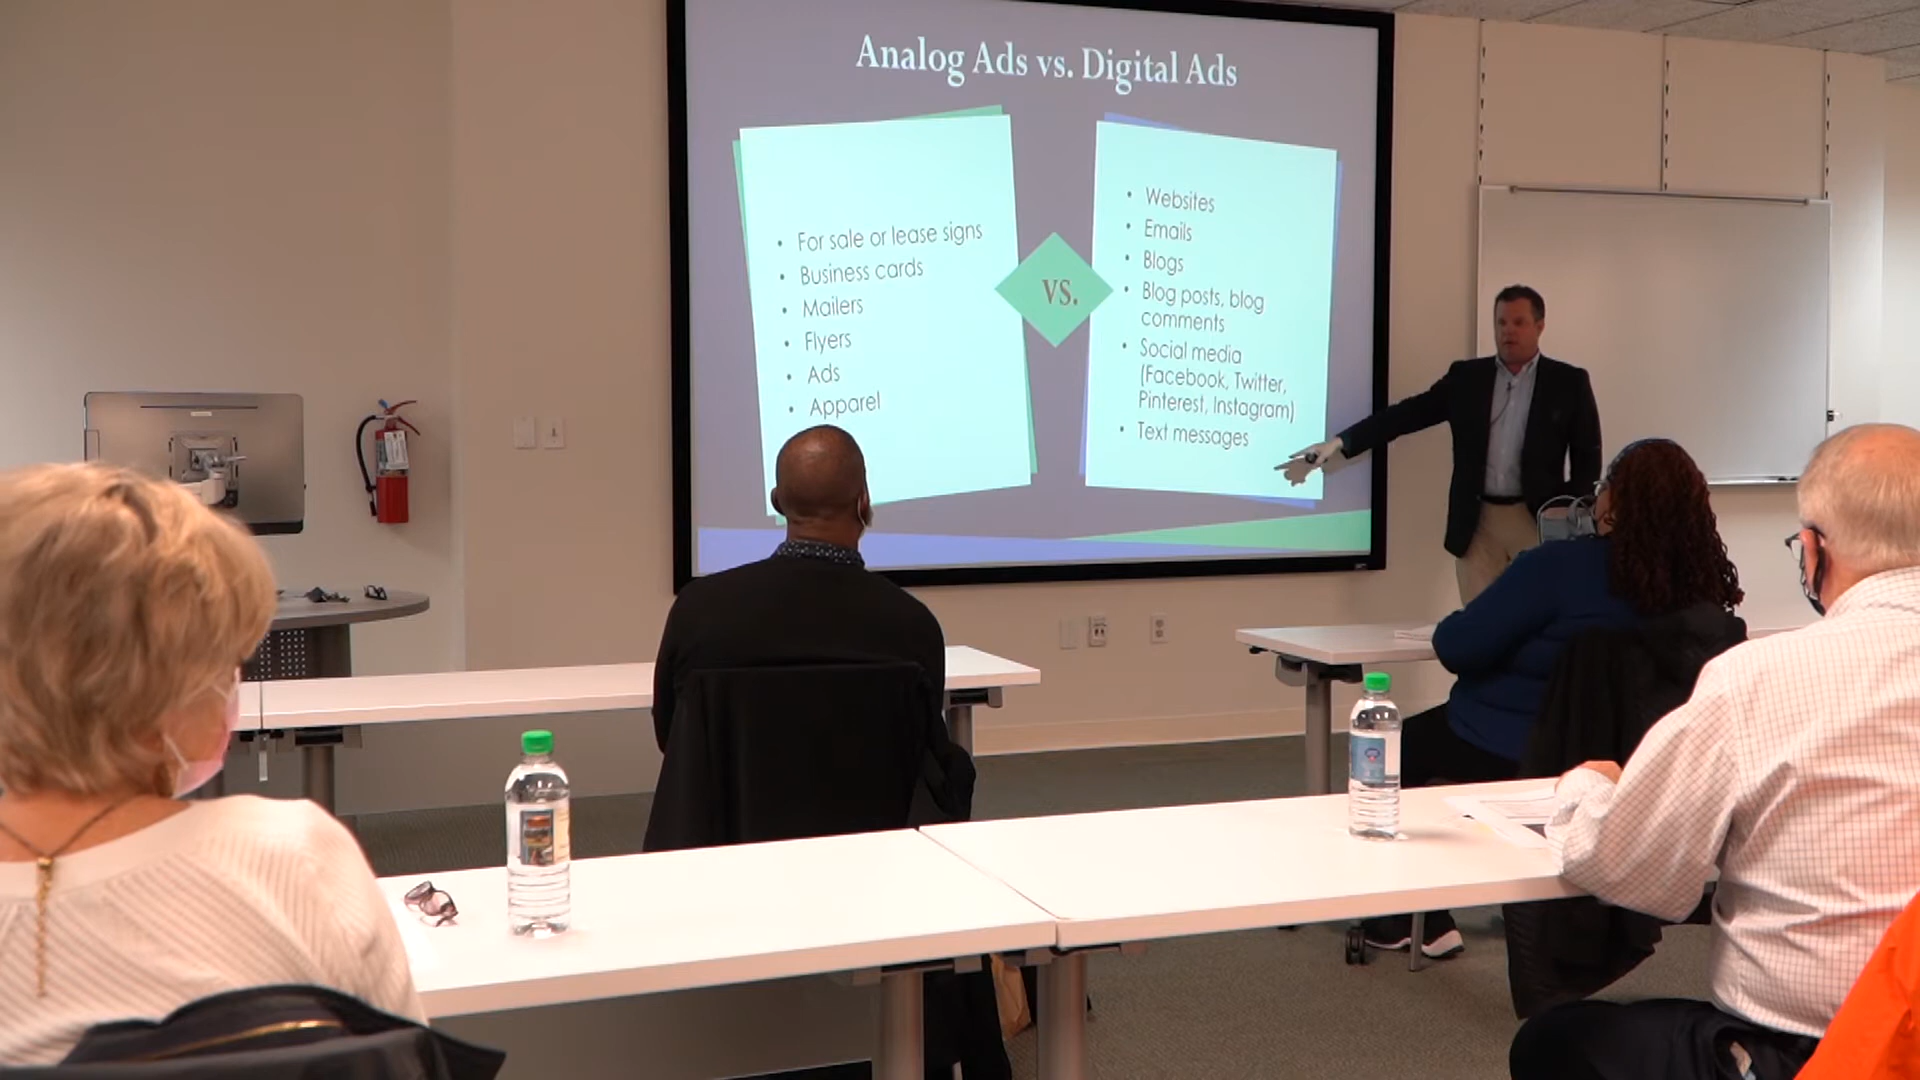 Analog Ads vs. Digital Ads
• For sale or lease signs
• Business cards
• Mailers
• Flyers
• Ads
• Apparel
VS.
• Websites
• Emails
• Blogs
• Blog posts, blog
comments
• Social media
(Facebook, Twitter,
Pinterest, Instagram)
• Text messages